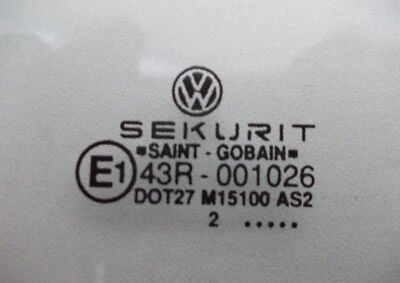 SEKURIT
▪SAINT - GOBAIN▪
E1 43R - 001026
DOT27 M15100 AS2
2 .....